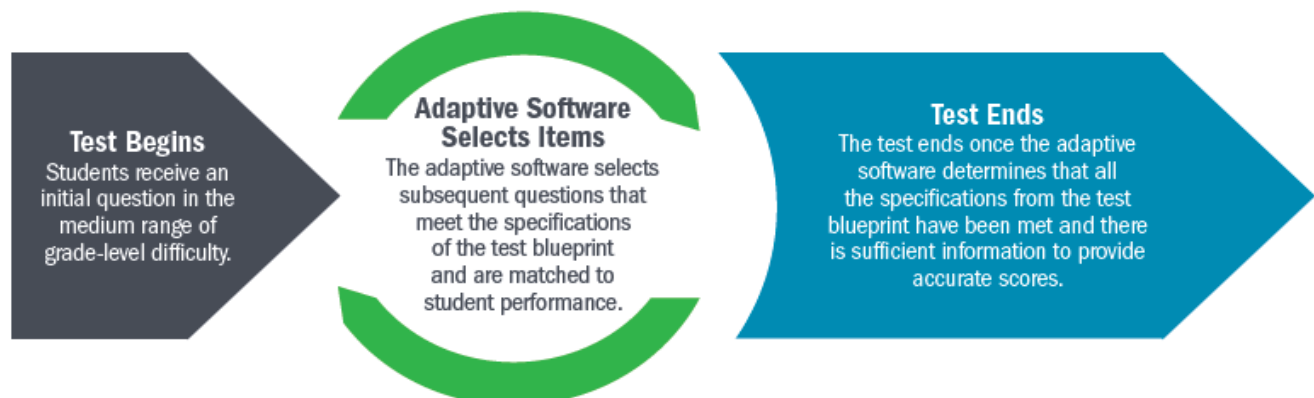 Test Begins
Students receive an
initial question in the
medium range of
grade-level difficulty.
Adaptive Software
Selects Items
The adaptive software selects
subsequent questions that
meet the specifications
of the test blueprint
and are matched to
student performance.
Test Ends
The test ends once the adaptive
software determines that all
the specifications from the test
blueprint have been met and there
is sufficient information to provide
accurate scores.